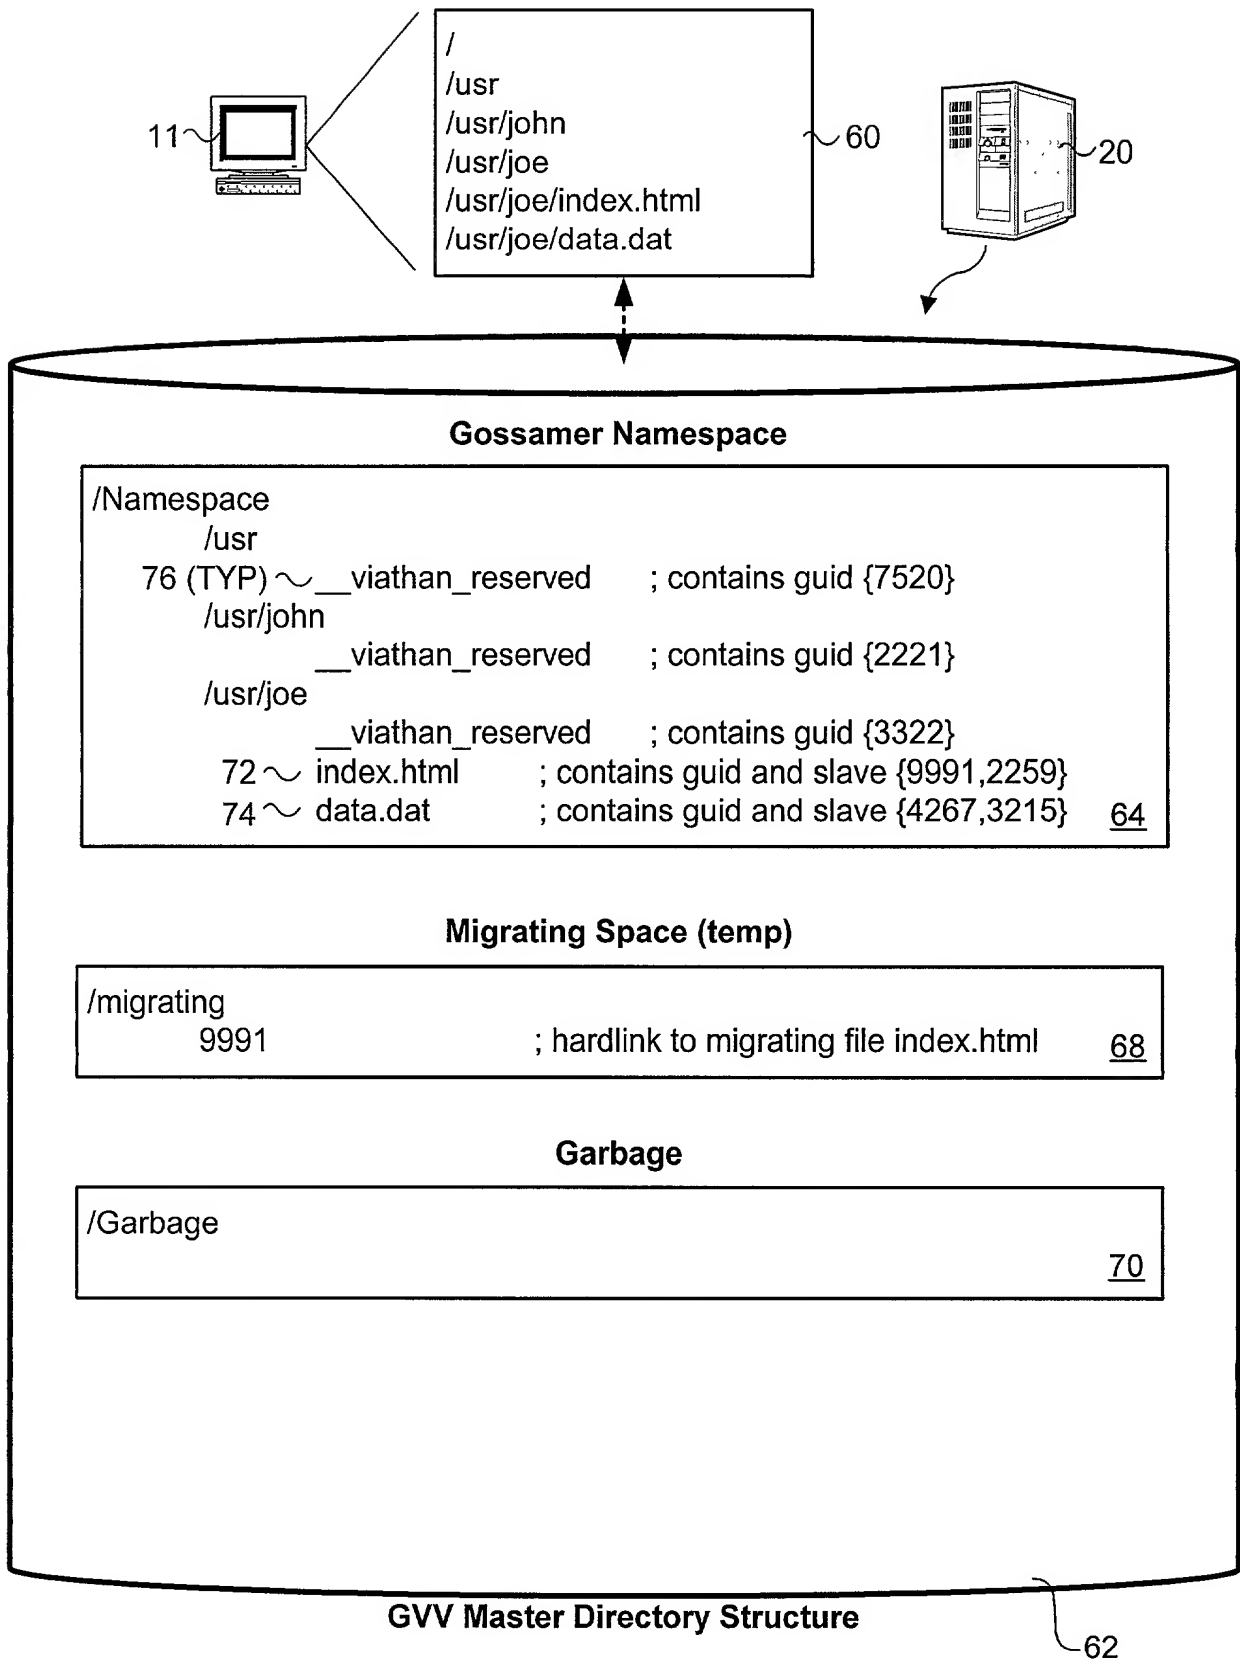 /
/usr
/usr/john
/usr/joe
/usr/joe/index.html
/usr/joe/data.dat
11
60
20
Gossamer Namespace
/Namespace
/usr
76 (TYP) __viathan_reserved ; contains guid {7520}
/usr/john
__viathan_reserved ; contains guid {2221}
/usr/joe
__viathan_reserved ; contains guid {3322}
72 index.html ; contains guid and slave {9991,2259}
74 data.dat ; contains guid and slave {4267,3215} 64
Migrating Space (temp)
/migrating
9991 ; hardlink to migrating file index.html 68
Garbage
/Garbage
70
GVV Master Directory Structure
62